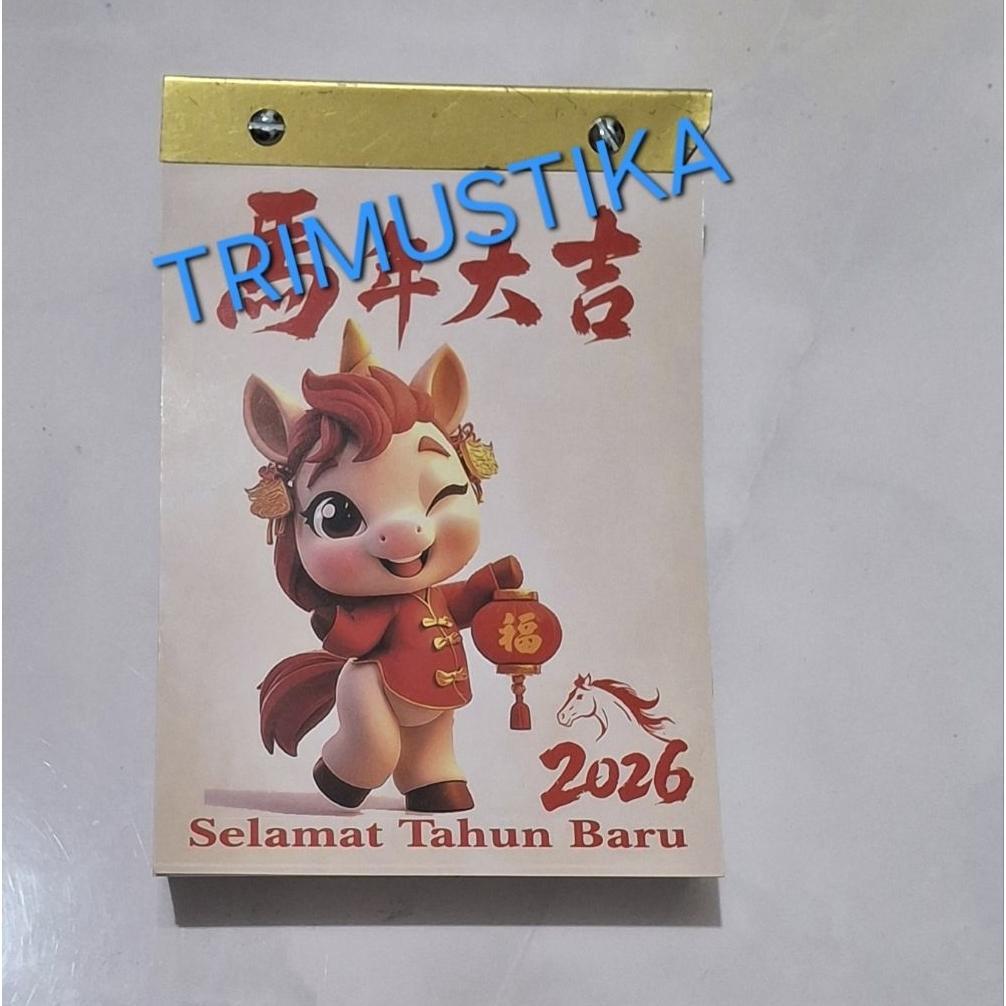 TRIMUSTIKA
馬年大吉
福
2026
Selamat Tahun Baru